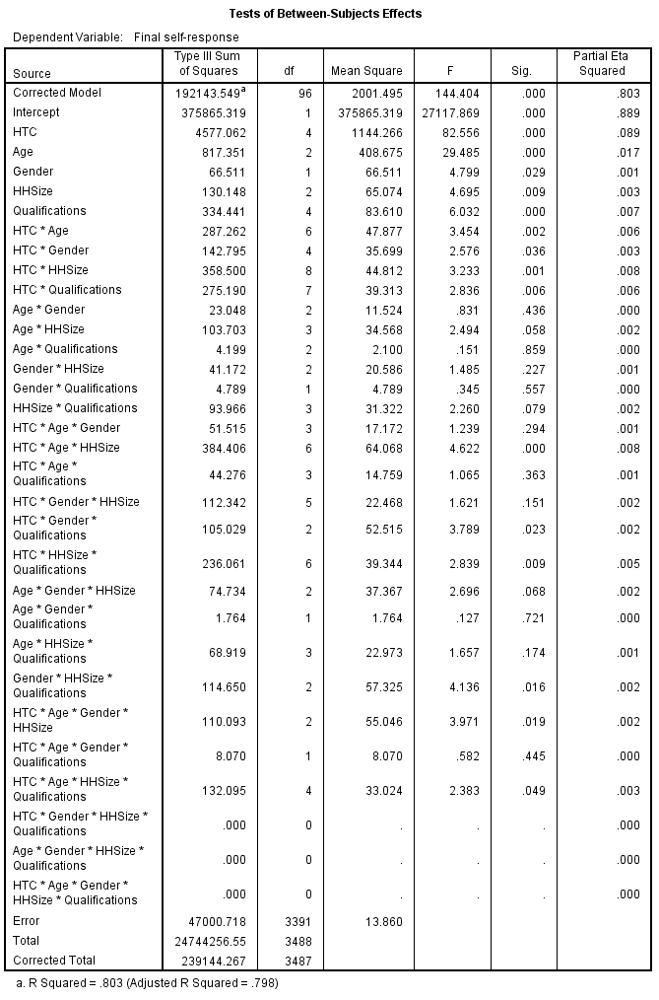 Tests of Between-Subjects Effects
Dependent Variable: Final self-response
Source Type III Sum of Squares df Mean Square F Sig. Partial Eta Squared
Corrected Model 192143.549a 96 2001.495 144.404 .000 .803
Intercept 375865.319 1 375865.319 27117.869 .000 .889
HTC 4577.062 4 1144.266 82.556 .000 .089
Age 817.351 2 408.675 29.485 .000 .017
Gender 66.511 1 66.511 4.799 .029 .001
HHSize 130.148 2 65.074 4.695 .009 .003
Qualifications 334.441 4 83.610 6.032 .000 .007
HTC * Age 287.262 6 47.877 3.454 .002 .006
HTC * Gender 142.795 4 35.699 2.576 .036 .003
HTC * HHSize 358.500 8 44.812 3.233 .001 .008
HTC * Qualifications 275.190 7 39.313 2.836 .006 .006
Age * Gender 23.048 2 11.524 .831 .436 .000
Age * HHSize 103.703 3 34.568 2.494 .058 .002
Age * Qualifications 4.199 2 2.100 .151 .859 .000
Gender * HHSize 41.172 2 20.586 1.485 .227 .001
Gender * Qualifications 4.789 1 4.789 .345 .557 .000
HHSize * Qualifications 93.966 3 31.322 2.260 .079 .002
HTC * Age * Gender 51.515 3 17.172 1.239 .294 .001
HTC * Age * HHSize 384.406 6 64.068 4.622 .000 .008
HTC * Age *
Qualifications 44.276 3 14.759 1.065 .363 .001
HTC * Gender * HHSize 112.342 5 22.468 1.621 .151 .002
HTC * Gender *
Qualifications 105.029 2 52.515 3.789 .023 .002
HTC * HHSize *
Qualifications 236.061 6 39.344 2.839 .009 .005
Age * Gender * HHSize 74.734 2 37.367 2.696 .068 .002
Age * Gender *
Qualifications 1.764 1 1.764 .127 .721 .000
Age * HHSize *
Qualifications 68.919 3 22.973 1.657 .174 .001
Gender * HHSize *
Qualifications 114.650 2 57.325 4.136 .016 .002
HTC * Age * Gender *
HHSize 110.093 2 55.046 3.971 .019 .002
HTC * Age * Gender *
Qualifications 8.070 1 8.070 .582 .445 .000
HTC * Age * HHSize *
Qualifications 132.095 4 33.024 2.383 .049 .003
HTC * Gender * HHSize *
Qualifications .000 0 . . . .000
Age * Gender * HHSize *
Qualifications .000 0 . . . .000
HTC * Age * Gender *
HHSize * Qualifications .000 0 . . . .000
Error 47000.718 3391 13.860
Total 24744256.55 3488
Corrected Total 239144.267 3487
a. R Squared = .803 (Adjusted R Squared = .798)